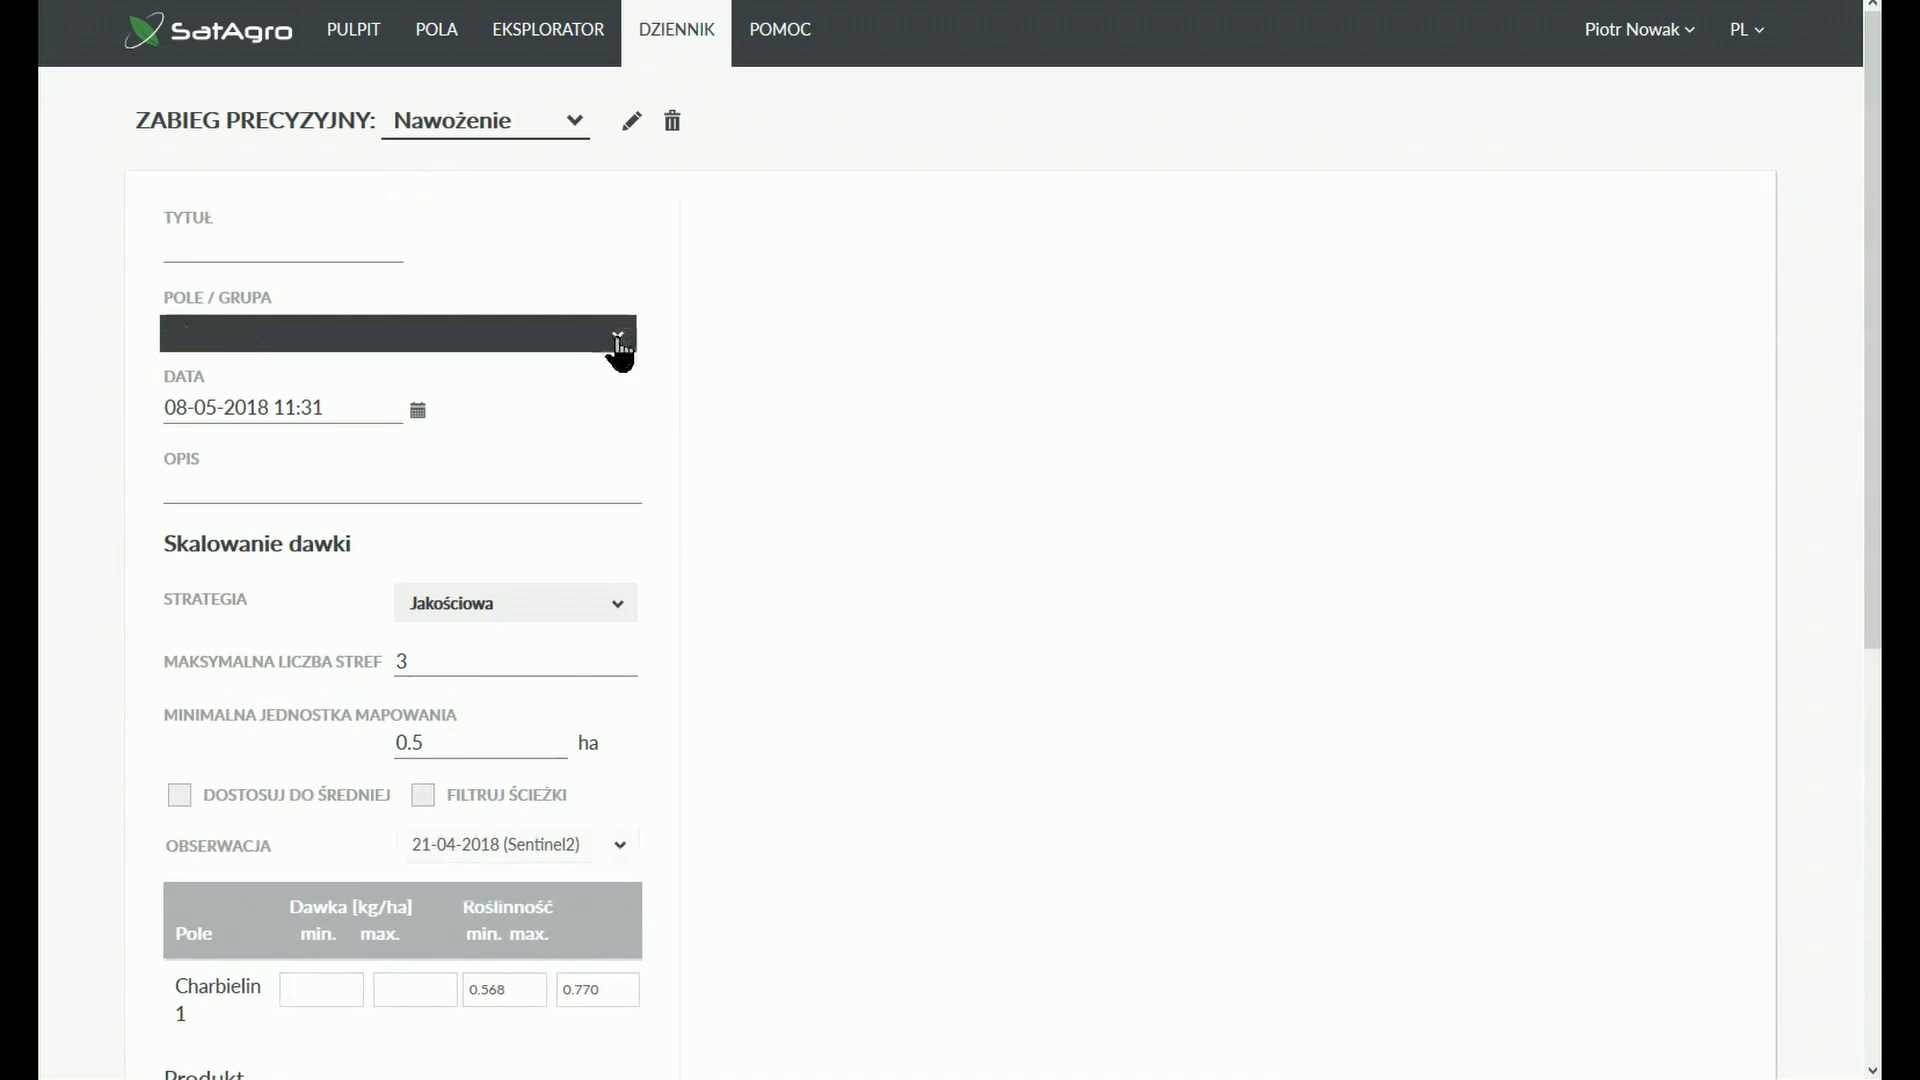 SatAgro PULPIT POLA EKSPLORATOR DZIENNIK POMOC Piotr Nowak PL
ZABIEG PRECYZYJNY: Nawożenie
TYTUŁ
POLE / GRUPA
DATA
08-05-2018 11:31
OPIS
Skalowanie dawki
STRATEGIA Jakościowa
MAKSYMALNA LICZBA STREF 3
MINIMALNA JEDNOSTKA MAPOWANIA
0.5 ha
DOSTOSUJ DO ŚREDNIEJ FILTRUJ ŚCIEŻKI
OBSERWACJA 21-04-2018 (Sentinel2)
Dawka [kg/ha] Roślinność
Pole min. max. min. max.
Charbielin 0.568 0.770
1
Produkt